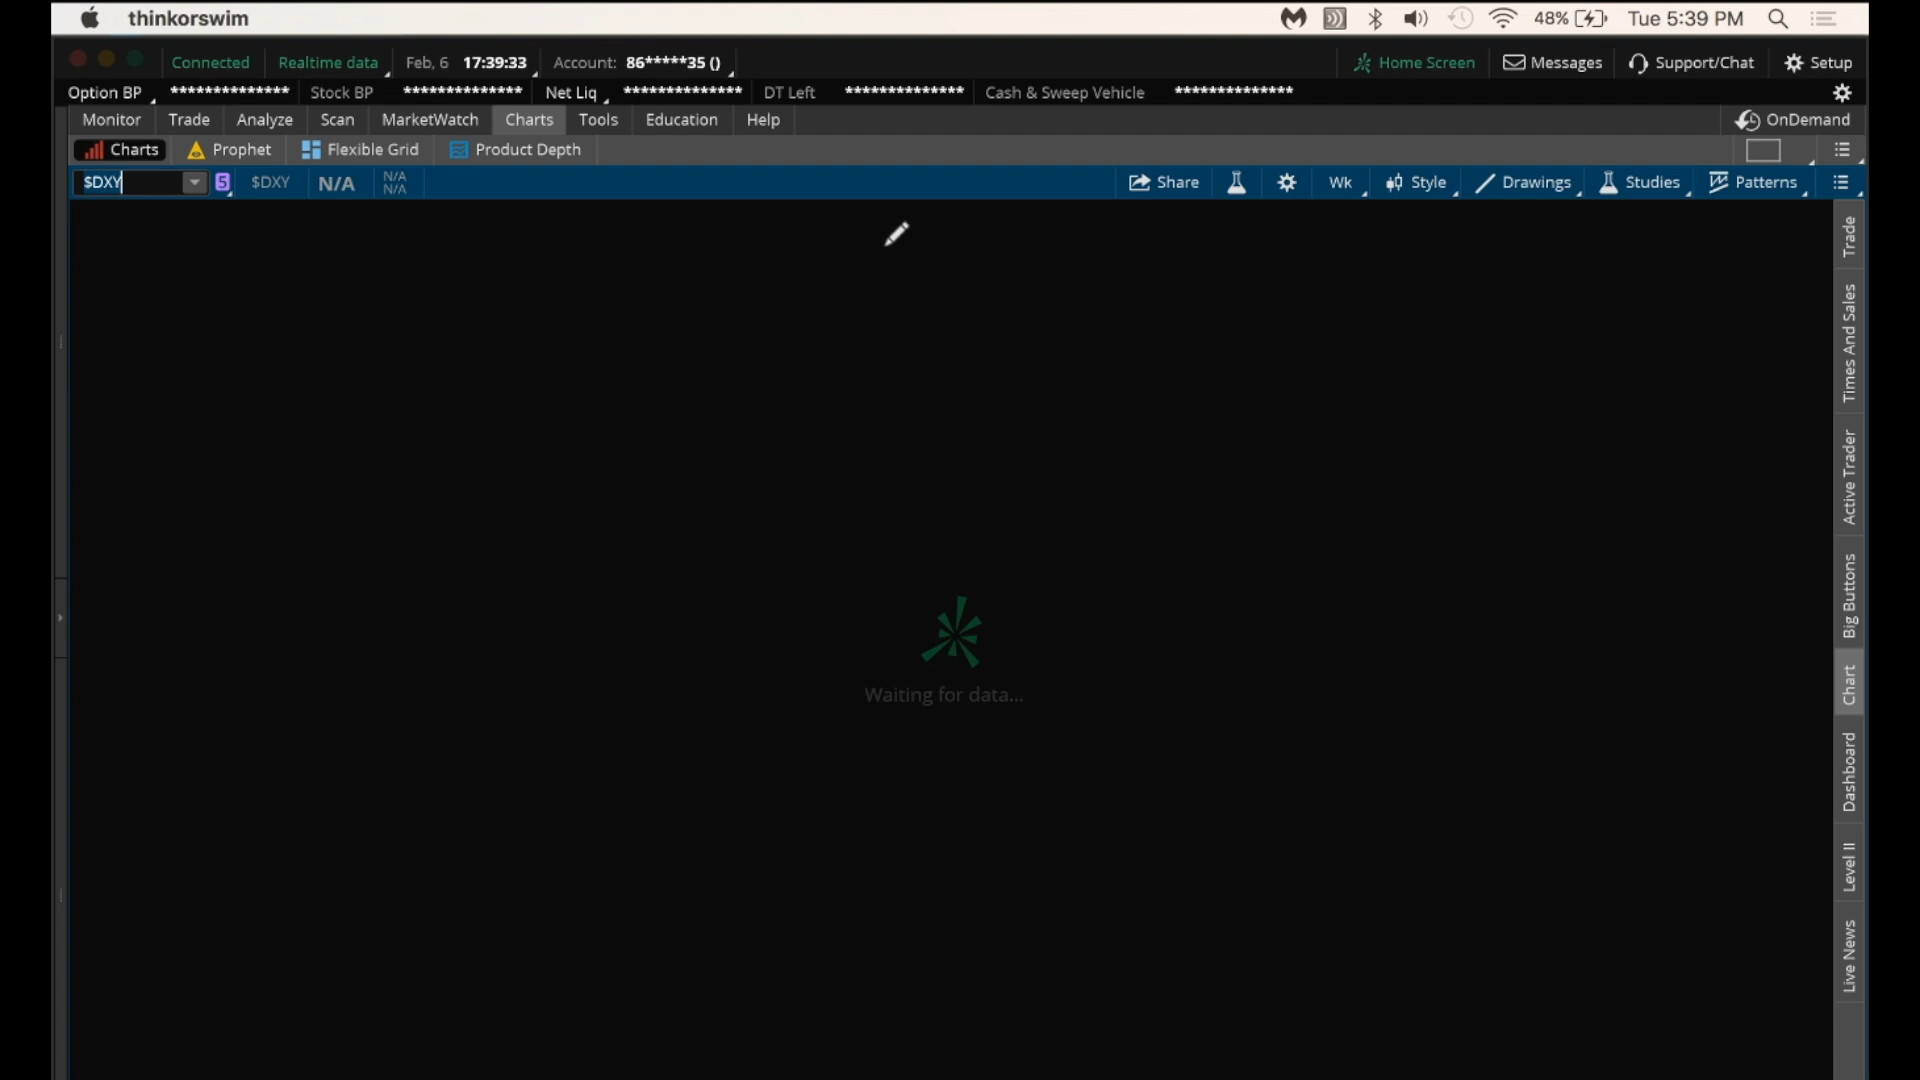 thinkorswim 48% Tue 5:39 PM
Connected Realtime data Feb, 6 17:39:33 Account: 86*****35 () Home Screen Messages Support/Chat Setup
Option BP ************** Stock BP ************** Net Liq ************** DT Left ************** Cash & Sweep Vehicle **************
Monitor Trade Analyze Scan MarketWatch Charts Tools Education Help OnDemand
Charts Prophet Flexible Grid Product Depth
$DXY 5 $DXY N/A N/A Share Wk Style Drawings Studies Patterns
N/A
Trade
Times And Sales
Active Trader
Big Buttons
Chart
Waiting for data...
Dashboard
Level II
Live News